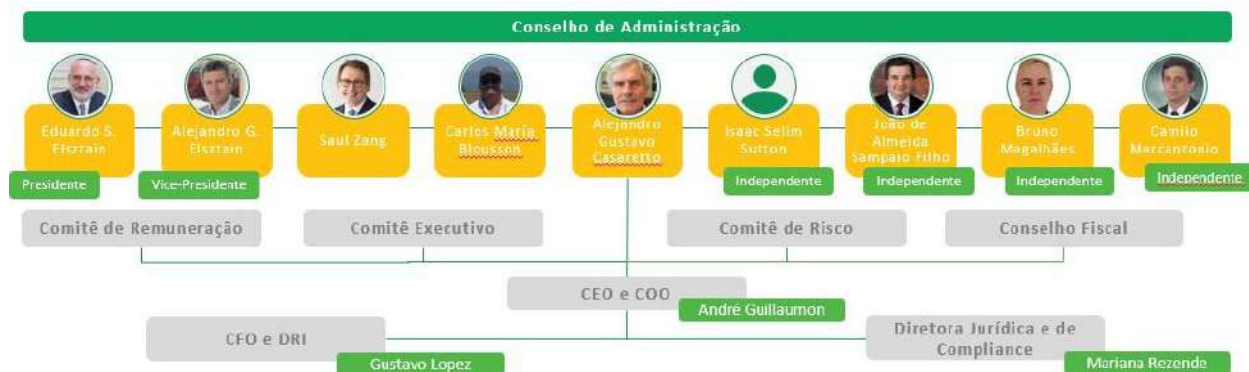 Conselho de Administração
Eduardo S.
Elsztain
Alejandro G.
Elsztain
Saul Zang
Carlos María
Blousson
Alejandro
Gustavo
Casaretto
Isaac Selim
Sutton
João de
Almeida
Sampaio Filho
Bruno
Magalhães
Camilo
Marcantonio
Presidente
Vice-Presidente
Independente
Independente
Independente
Independente
Comitê de Remuneração
Comitê Executivo
Comitê de Risco
Conselho Fiscal
CEO e COO
André Guillaumon
CFO e DRI
Gustavo Lopez
Diretora Jurídica e de
Compliance
Mariana Rezende